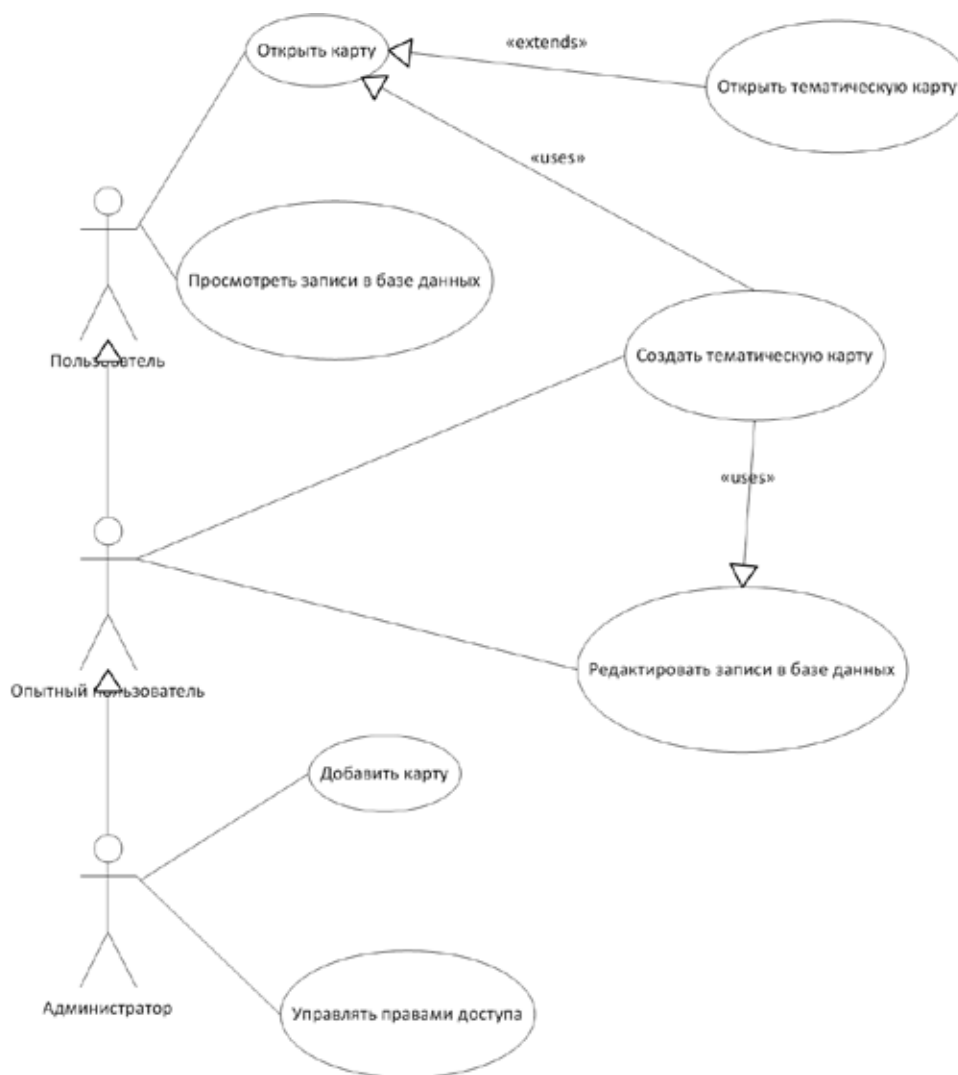 Открыть карту
«extends»
Открыть тематическую карту
«uses»
Просмотреть записи в базе данных
Пользователь
Создать тематическую карту
«uses»
Опытный пользователь
Редактировать записи в базе данных
Добавить карту
Администратор
Управлять правами доступа